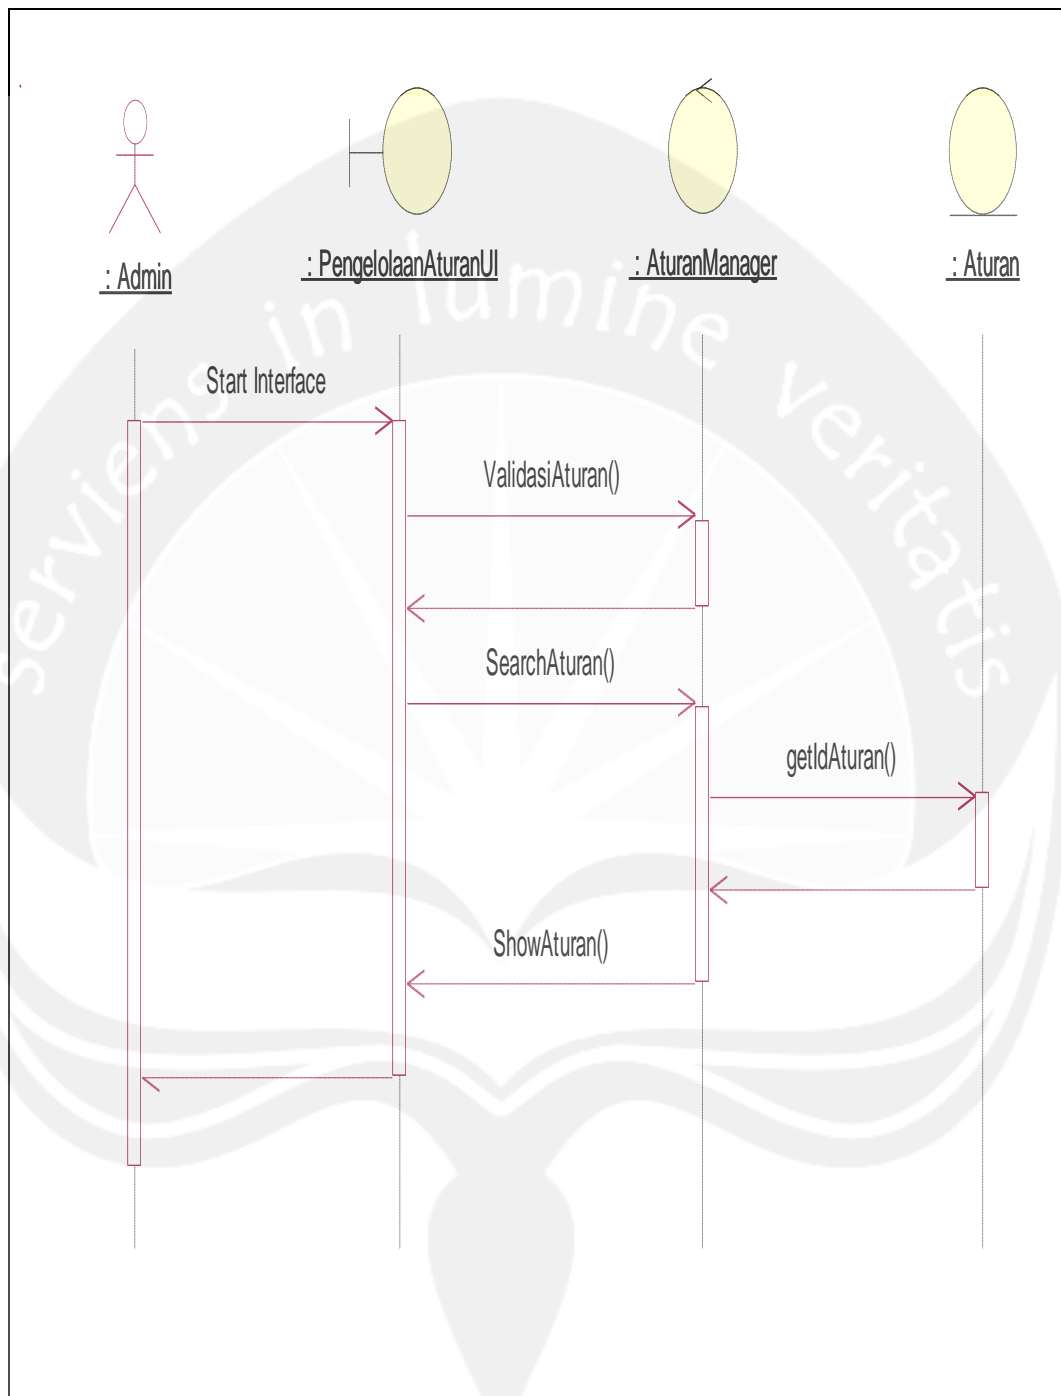 : Admin
: PengelolaanAturanUI
: AturanManager
: Aturan
serviens in lumine veritatis
Start Interface
ValidasiAturan()
SearchAturan()
getIdAturan()
ShowAturan()